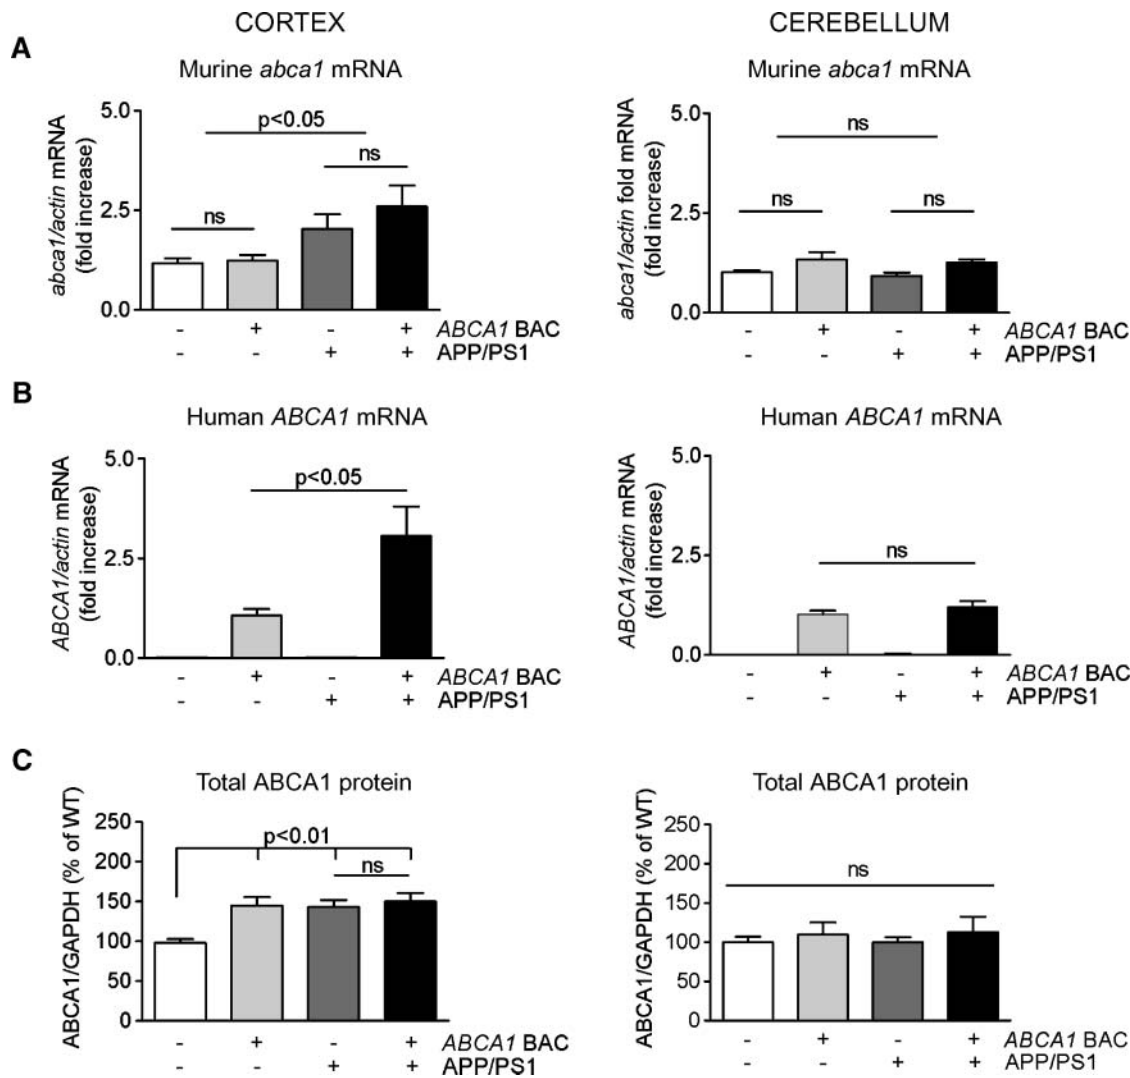 CORTEX
CEREBELLUM
A
Murine abca1 mRNA
abca1/actin mRNA
(fold increase)
5.0
2.5
0.0
p<0.05
ns
ns
- + - + ABCA1 BAC
- - + + APP/PS1
Murine abca1 mRNA
abca1/actin fold mRNA
(fold increase)
5.0
2.5
0.0
ns
ns
ns
- + - + ABCA1 BAC
- - + + APP/PS1
B
Human ABCA1 mRNA
ABCA1/actin mRNA
(fold increase)
5.0
2.5
0.0
p<0.05
- + - + ABCA1 BAC
- - + + APP/PS1
Human ABCA1 mRNA
ABCA1/actin mRNA
(fold increase)
5.0
2.5
0.0
ns
- + - + ABCA1 BAC
- - + + APP/PS1
C
Total ABCA1 protein
ABCA1/GAPDH (% of WT)
250
200
150
100
50
0
p<0.01
ns
- + - + ABCA1 BAC
- - + + APP/PS1
Total ABCA1 protein
ABCA1/GAPDH (% of WT)
250
200
150
100
50
0
ns
- + - + ABCA1 BAC
- - + + APP/PS1